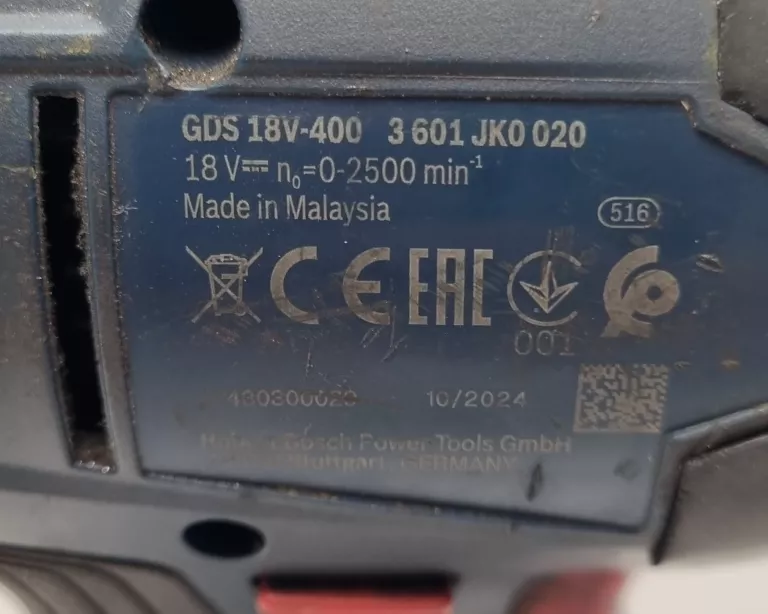 GDS 18V-400 3 601 JK0 020
18 V⎓ n₀=0-2500 min⁻¹
Made in Malaysia
516
CE EAC
001
10/2024
Bosch Power Tools GmbH
Stuttgart, GERMANY